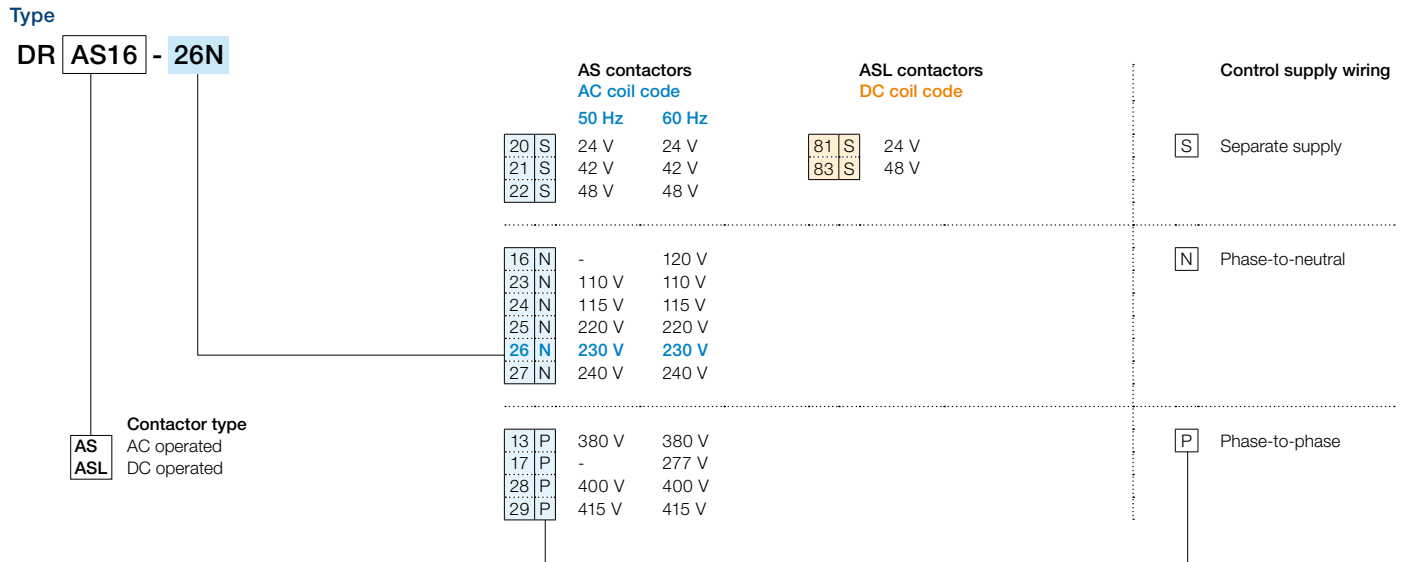 Type
DR AS16 - 26N
AS contactors ASL contactors Control supply wiring
AC coil code DC coil code
50 Hz 60 Hz
20 S 24 V 24 V 81 S 24 V S Separate supply
21 S 42 V 42 V 83 S 48 V
22 S 48 V 48 V
16 N - 120 V N Phase-to-neutral
23 N 110 V 110 V
24 N 115 V 115 V
25 N 220 V 220 V
26 N 230 V 230 V
27 N 240 V 240 V
Contactor type
AS AC operated
ASL DC operated
13 P 380 V 380 V P Phase-to-phase
17 P - 277 V
28 P 400 V 400 V
29 P 415 V 415 V